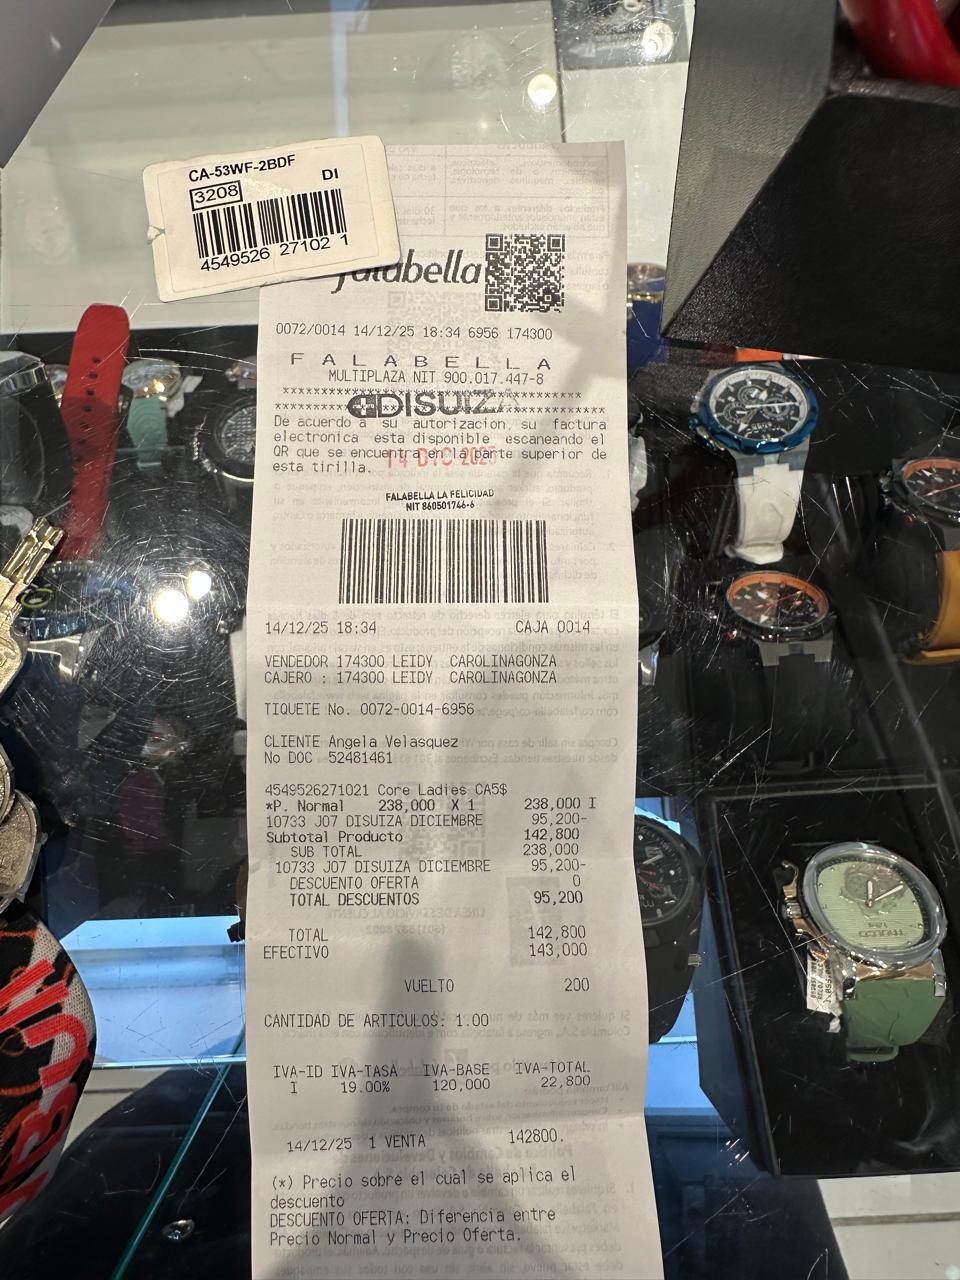 CA-53WF-2BDF
3208 DI
4549526 27102 1
falabella
0072/0014 14/12/25 18:34 6956 174300
F A L A B E L L A
MULTIPLAZA NIT 900.017.447-8
****************************************
DISUIZA
****************************************
De acuerdo a su autorizacion, su factura
electronica esta disponible escaneando el
QR que se encuentra en la parte superior de
esta tirilla.
14 DIC 2025
FALABELLA LA FELICIDAD
NIT 860501746-6
14/12/25 18:34 CAJA 0014
VENDEDOR 174300 LEIDY CAROLINAGONZA
CAJERO : 174300 LEIDY CAROLINAGONZA
TIQUETE No. 0072-0014-6956
CLIENTE Angela Velasquez
No DOC 52481461
4549526271021 Core Ladies CA5$
*P. Normal 238,000 X 1 238,000 I
10733 J07 DISUIZA DICIEMBRE 95,200-
Subtotal Producto 142,800
SUB TOTAL 238,000
10733 J07 DISUIZA DICIEMBRE 95,200-
DESCUENTO OFERTA 0
TOTAL DESCUENTOS 95,200
TOTAL 142,800
EFECTIVO 143,000
VUELTO 200
CANTIDAD DE ARTICULOS: 1.00
IVA-ID IVA-TASA IVA-BASE IVA-TOTAL
I 19.00% 120,000 22,800
14/12/25 1 VENTA 142800.
(*) Precio sobre el cual se aplica el
descuento
DESCUENTO OFERTA: Diferencia entre
Precio Normal y Precio Oferta.